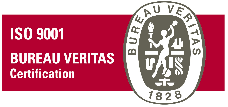 ISO 9001
BUREAU VERITAS
Certification
BUREAU VERITAS
1828